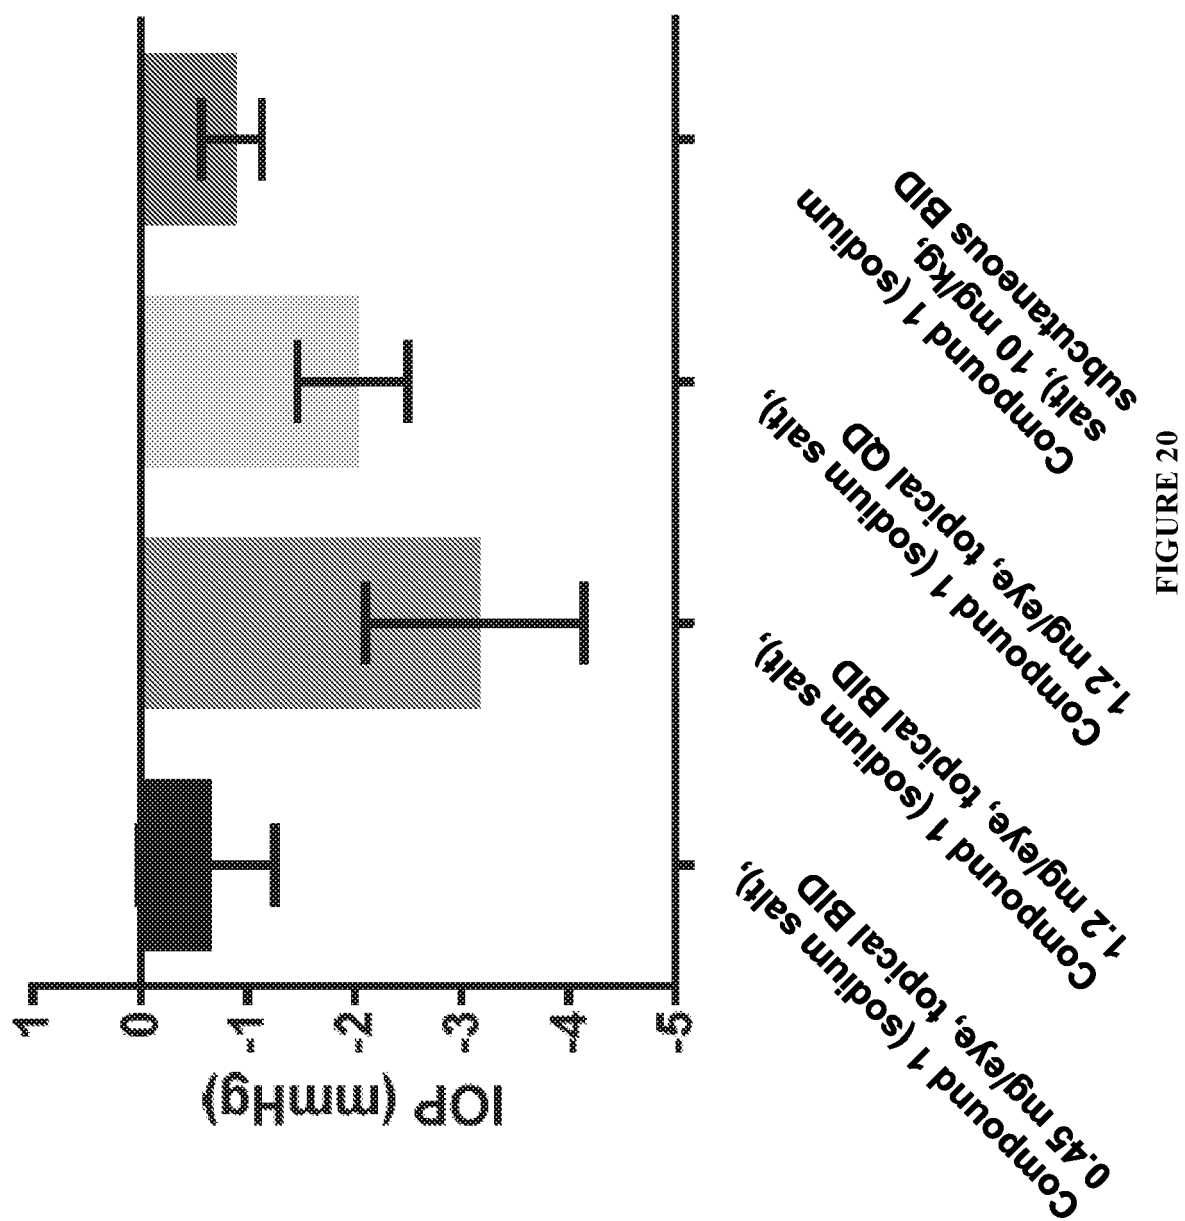 IOP (mmHg)
1
0
-1
-2
-3
-4
-5
Compound 1 (sodium salt),
0.45 mg/eye, topical BID
Compound 1 (sodium salt),
1.2 mg/eye, topical BID
Compound 1 (sodium salt),
1.2 mg/eye, topical QD
Compound 1 (sodium
salt), 10 mg/kg,
subcutaneous BID
FIGURE 20